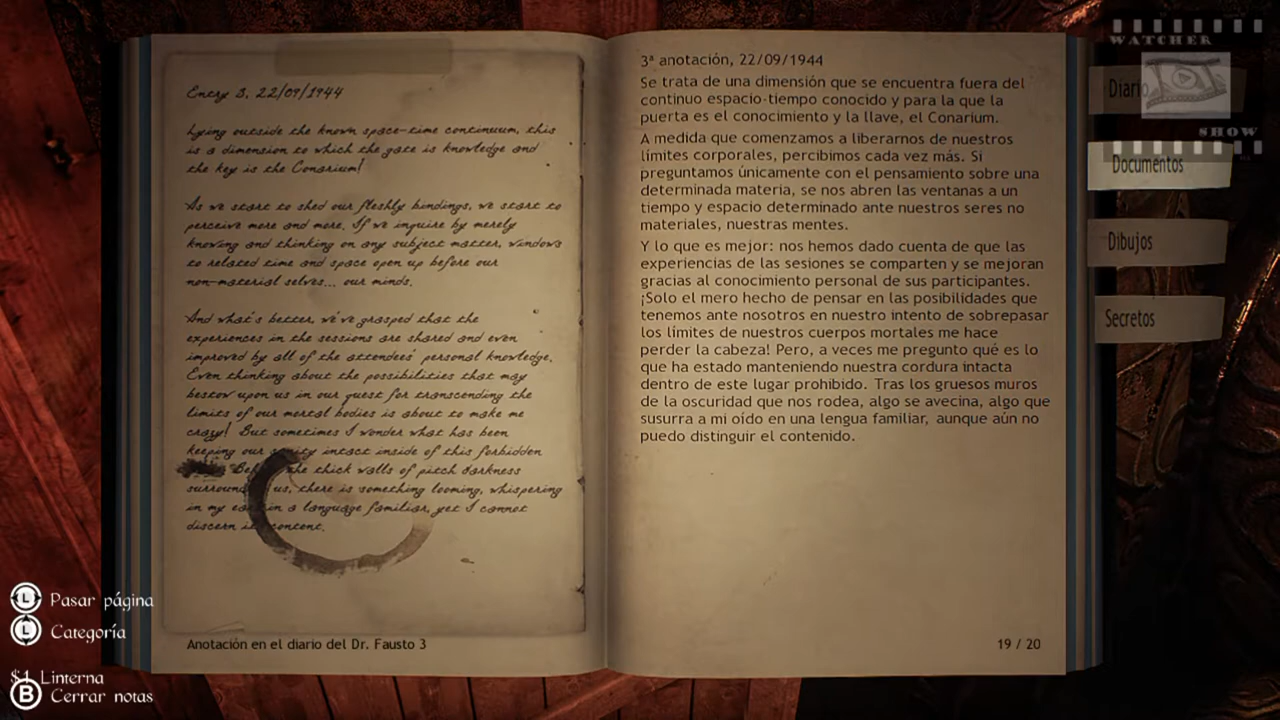 Entry 3, 22/09/1944
Lying outside the known space-time continuum, this
is a dimension to which the gate is knowledge and
the key is the Conarium!
As we start to shed our fleshly bindings, we start to
perceive more and more. If we inquire by merely
knowing and thinking on any subject matter, windows
to related time and space open up before our
non-material selves... our minds.
And what's better, we've grasped that the
experiences in the sessions are shared and even
improved by all of the attendees' personal knowledge.
Even thinking about the possibilities that may
bestow upon us in our quest for transcending the
limits of our mortal bodies is about to make me
crazy! But sometimes I wonder what has been
keeping our sanity intact inside of this forbidden
the thick walls of pitch darkness
us, there is something looming, whispering
in my ear in a language familiar, yet I cannot
discern its content.
Anotación en el diario del Dr. Fausto 3
3ª anotación, 22/09/1944
Se trata de una dimensión que se encuentra fuera del
continuo espacio-tiempo conocido y para la que la
puerta es el conocimiento y la llave, el Conarium.
A medida que comenzamos a liberarnos de nuestros
límites corporales, percibimos cada vez más. Si
preguntamos únicamente con el pensamiento sobre una
determinada materia, se nos abren las ventanas a un
tiempo y espacio determinado ante nuestros seres no
materiales, nuestras mentes.
Y lo que es mejor: nos hemos dado cuenta de que las
experiencias de las sesiones se comparten y se mejoran
gracias al conocimiento personal de sus participantes.
¡Solo el mero hecho de pensar en las posibilidades que
tenemos ante nosotros en nuestro intento de sobrepasar
los límites de nuestros cuerpos mortales me hace
perder la cabeza! Pero, a veces me pregunto qué es lo
que ha estado manteniendo nuestra cordura intacta
dentro de este lugar prohibido. Tras los gruesos muros
de la oscuridad que nos rodea, algo se avecina, algo que
susurra a mi oído en una lengua familiar, aunque aún no
puedo distinguir el contenido.
19 / 20
WATCHER
SHOW
Diario
Documentos
Dibujos
Secretos
L Pasar página
L Categoría
$1 Linterna
B Cerrar notas